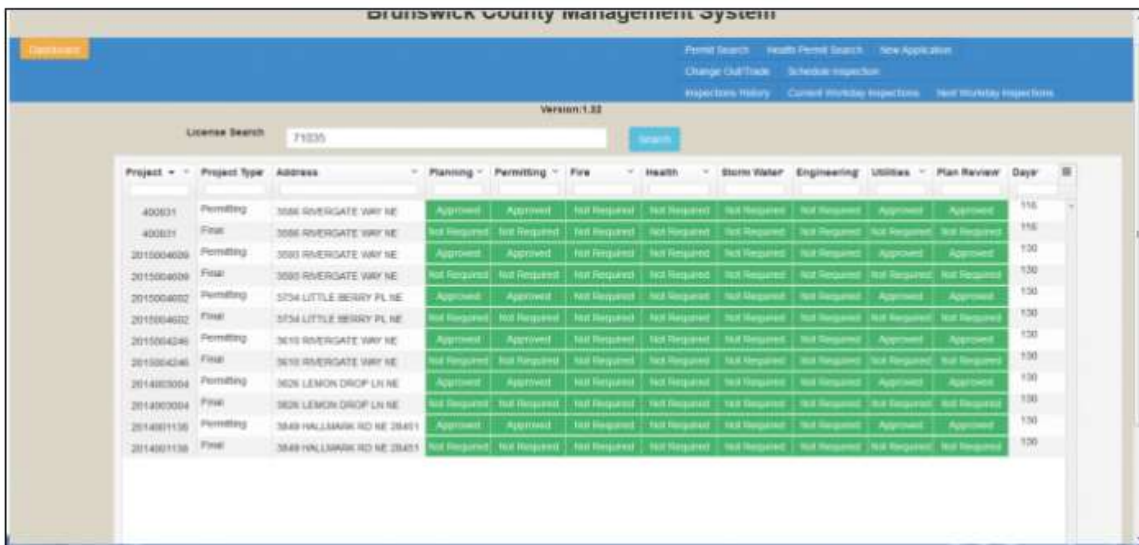 Brunswick County Management System
Dashboard
Permit Search Health Permit Search New Application
Change Out/Trade Schedule Inspection
Inspections History Current Workday Inspections Next Workday Inspections
Version:1.32
License Search 71035 Search
Project Project Type Address Planning Permitting Fire Health Storm Water Engineering Utilities Plan Review Days
400831 Permitting 3586 RIVERGATE WAY NE Approved Approved Not Required Not Required Not Required Not Required Approved Approved 116
400831 Final 3586 RIVERGATE WAY NE Not Required Not Required Not Required Not Required Not Required Not Required Not Required Not Required 116
Permitting RIVERGATE WAY NE Approved Approved Not Required Not Required Not Required Not Required Approved Approved 130
Final RIVERGATE WAY NE Not Required Not Required Not Required Not Required Not Required Not Required Not Required Not Required 130
2015004602 Permitting 3754 LITTLE BERRY PL NE Approved Approved Not Required Not Required Not Required Not Required Approved Approved 130
2015004602 Final 3754 LITTLE BERRY PL NE Not Required Not Required Not Required Not Required Not Required Not Required Not Required Not Required 130
2015004246 Permitting 3610 RIVERGATE WAY NE Approved Approved Not Required Not Required Not Required Not Required Approved Approved 130
2015004246 Final 3610 RIVERGATE WAY NE Not Required Not Required Not Required Not Required Not Required Not Required Not Required Not Required 130
2014003004 Permitting 3626 LEMON DROP LN NE Approved Approved Not Required Not Required Not Required Not Required Approved Approved 130
2014003004 Final 3626 LEMON DROP LN NE Not Required Not Required Not Required Not Required Not Required Not Required Not Required Not Required 130
2014001138 Permitting 3849 HALLMARK RD NE 28451 Approved Approved Not Required Not Required Not Required Not Required Approved Approved 130
2014001138 Final 3849 HALLMARK RD NE 28451 Not Required Not Required Not Required Not Required Not Required Not Required Not Required Not Required 130